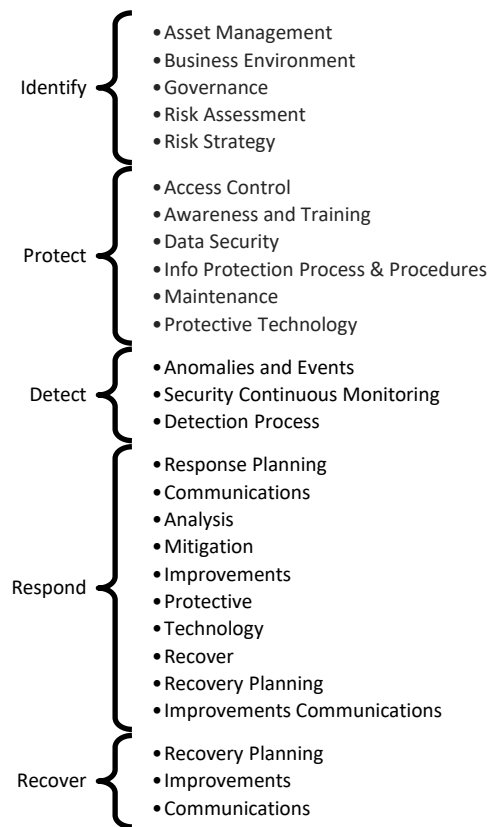 Identify
•Asset Management
•Business Environment
•Governance
•Risk Assessment
•Risk Strategy
Protect
•Access Control
•Awareness and Training
•Data Security
•Info Protection Process & Procedures
•Maintenance
•Protective Technology
Detect
•Anomalies and Events
•Security Continuous Monitoring
•Detection Process
Respond
•Response Planning
•Communications
•Analysis
•Mitigation
•Improvements
•Protective
•Technology
•Recover
•Recovery Planning
•Improvements Communications
Recover
•Recovery Planning
•Improvements
•Communications